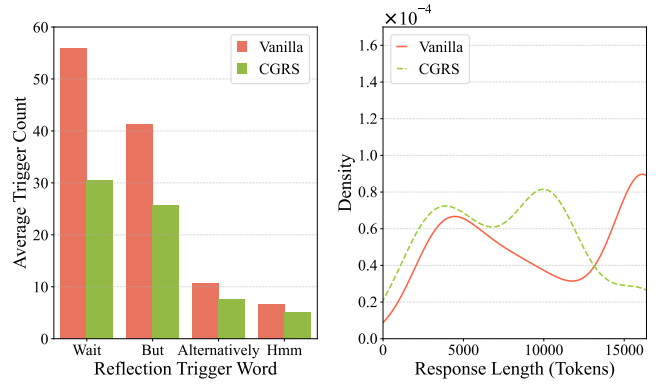 Average Trigger Count
60
50
40
30
20
10
0
Vanilla
CGRS
Wait
But
Alternatively
Hmm
Reflection Trigger Word
×10⁻⁴
Density
1.6
1.4
1.2
1.0
0.8
0.6
0.4
0.2
0.0
Vanilla
CGRS
0
5000
10000
15000
Response Length (Tokens)